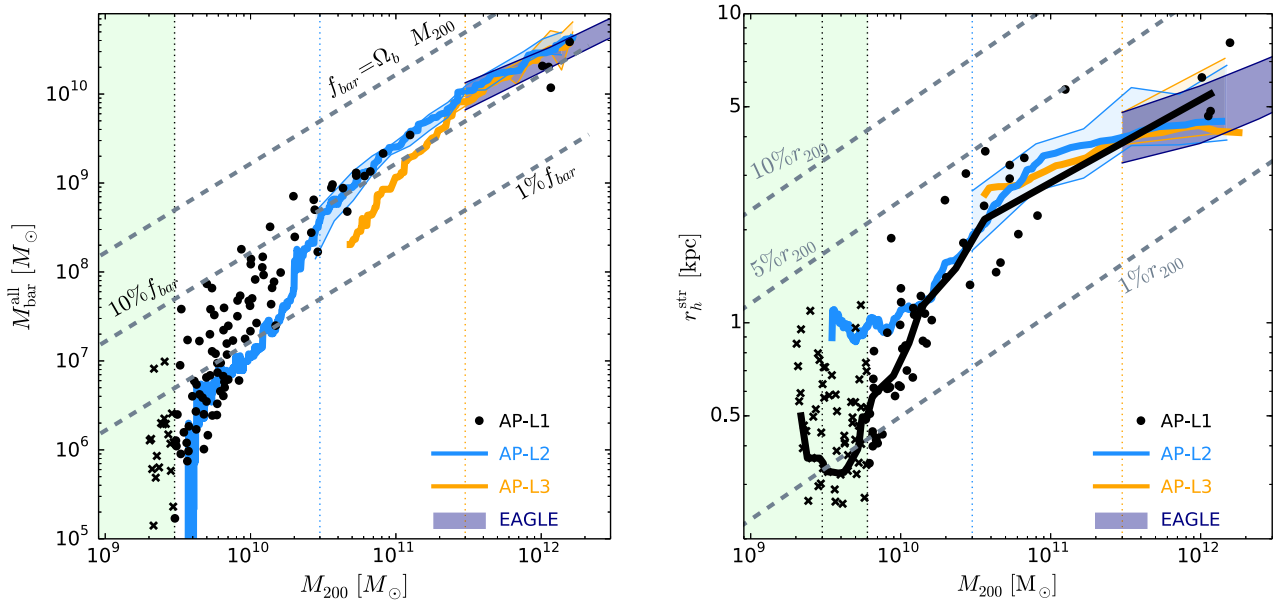 f_bar=Ω_b M_200
10%f_bar
1%f_bar
10^10
10^9
10^8
10^7
10^6
10^5
M_bar^all [M_⊙]
AP-L1
AP-L2
AP-L3
EAGLE
10^9 10^10 10^11 10^12
M_200 [M_⊙]
10
5
1
0.5
r_h^str [kpc]
10%r_200
5%r_200
1%r_200
AP-L1
AP-L2
AP-L3
EAGLE
10^9 10^10 10^11 10^12
M_200 [M_⊙]